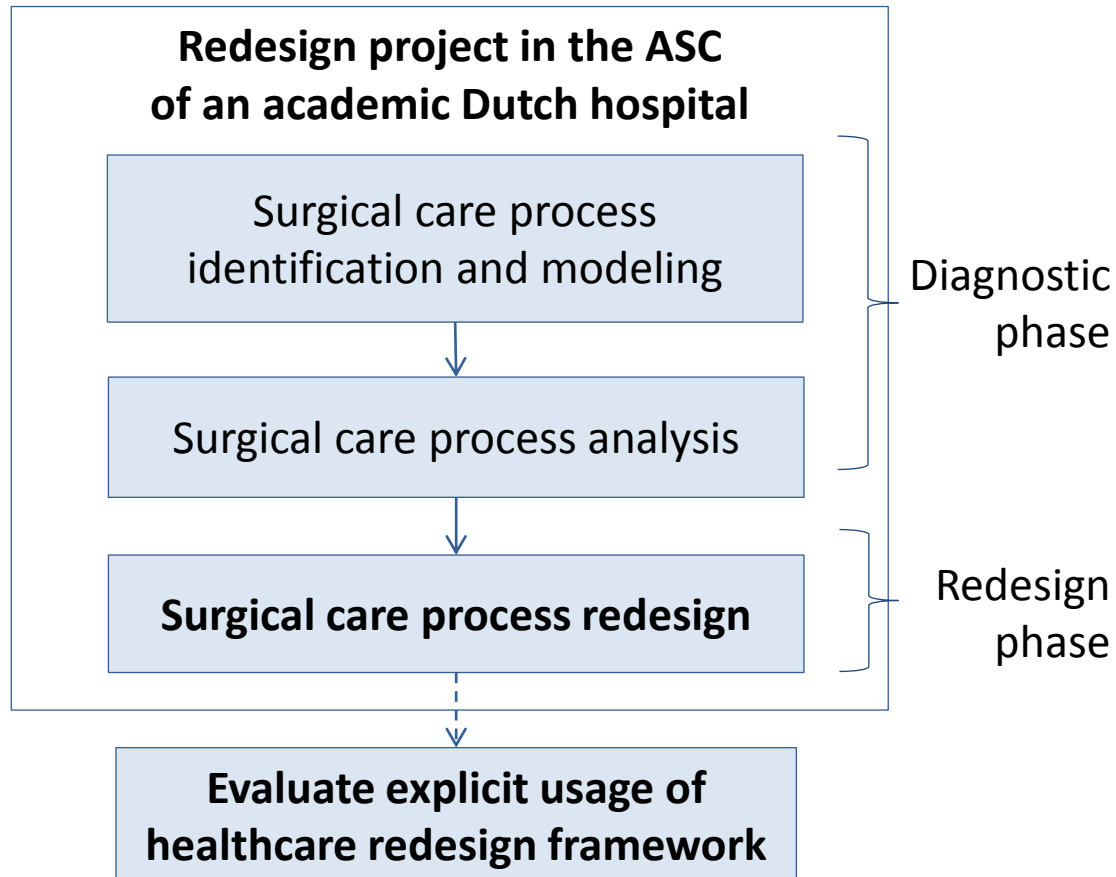 Redesign project in the ASC
of an academic Dutch hospital
Surgical care process
identification and modeling
Diagnostic
phase
Surgical care process analysis
Surgical care process redesign
Redesign
phase
Evaluate explicit usage of
healthcare redesign framework